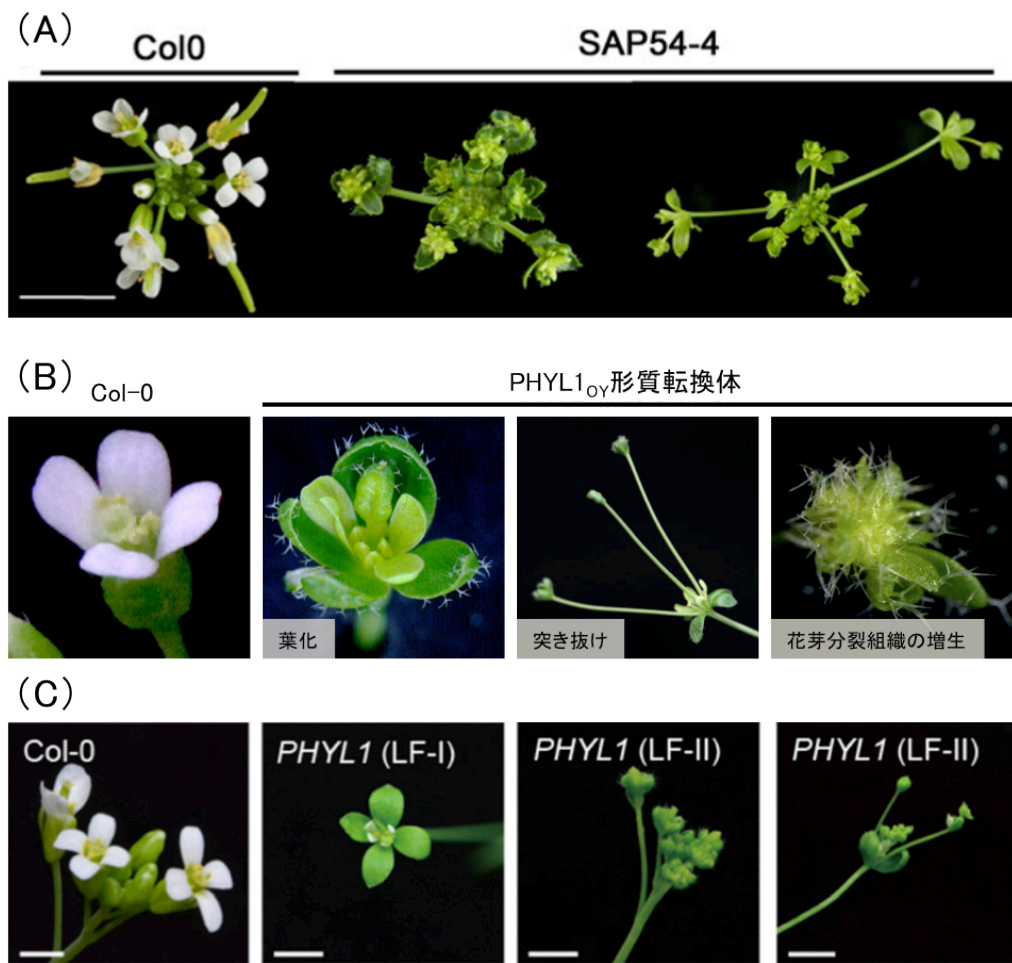 (A)
Col0
SAP54-4
(B)
Col-0
PHYL1OY形質転換体
葉化
突き抜け
花芽分裂組織の増生
(C)
Col-0
PHYL1 (LF-I)
PHYL1 (LF-II)
PHYL1 (LF-II)